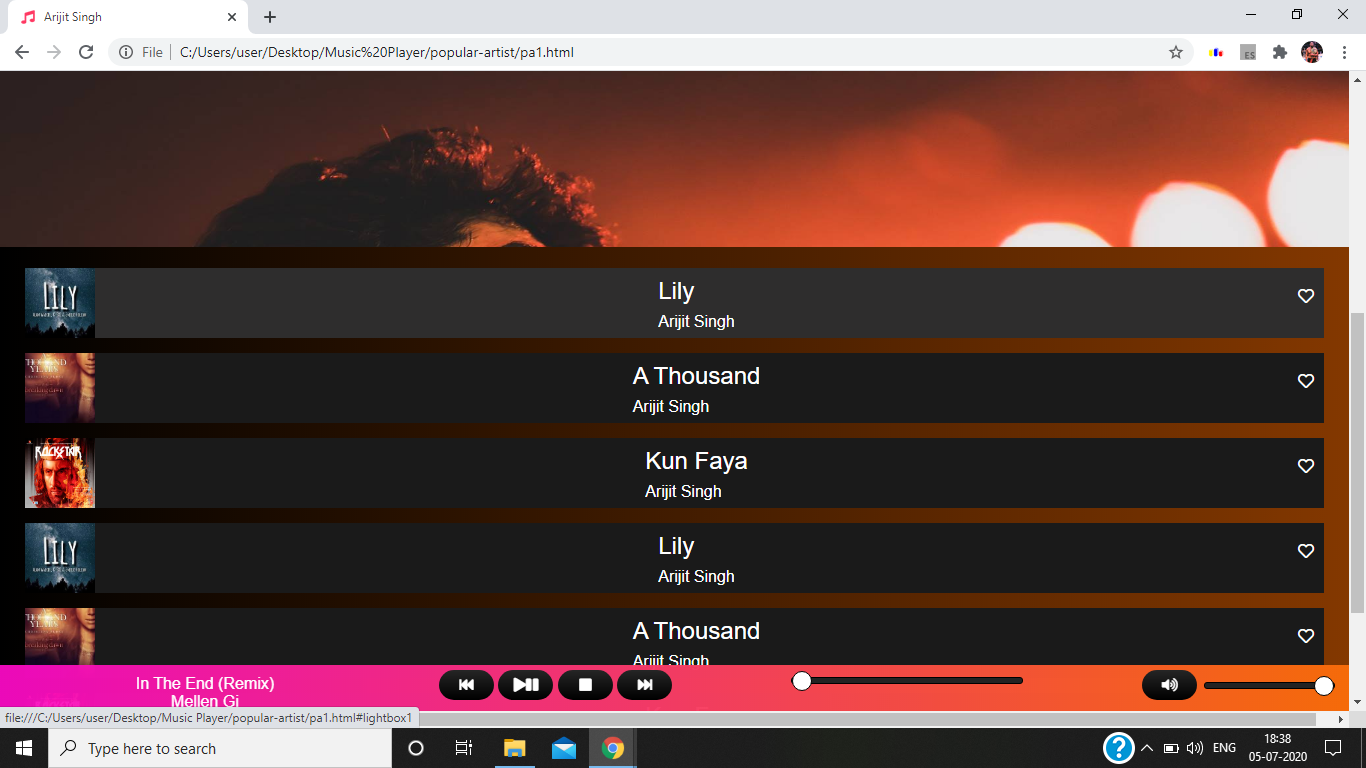 Arijit Singh
File
C:/Users/user/Desktop/Music%20Player/popular-artist/pa1.html
ES
LILY
Lily
Arijit Singh
YEARS
A Thousand
Arijit Singh
ROCKSTAR
Kun Faya
Arijit Singh
LILY
Lily
Arijit Singh
YEARS
A Thousand
Arijit Singh
In The End (Remix)
Mellen Gi
file:///C:/Users/user/Desktop/Music Player/popular-artist/pa1.html#lightbox1
Type here to search
?
ENG
18:38
05-07-2020